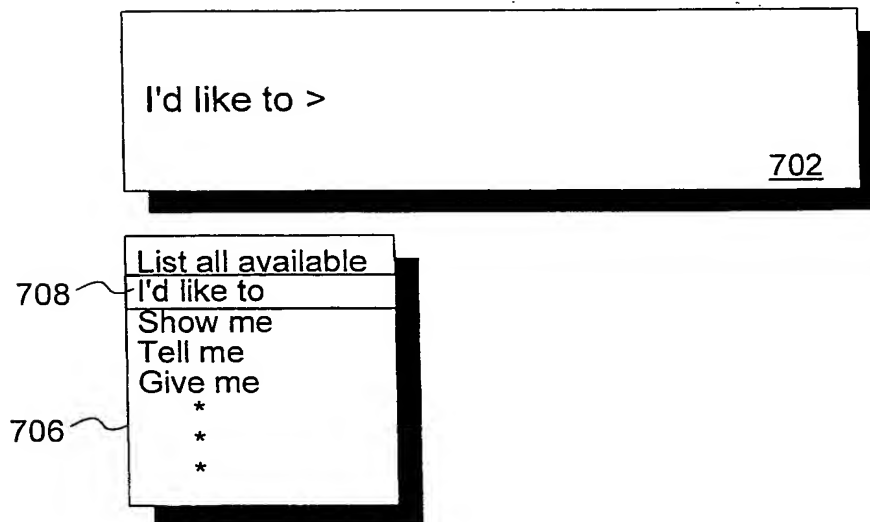 I'd like to >
702
List all available
708 I'd like to
Show me
Tell me
Give me
*
706
*
*